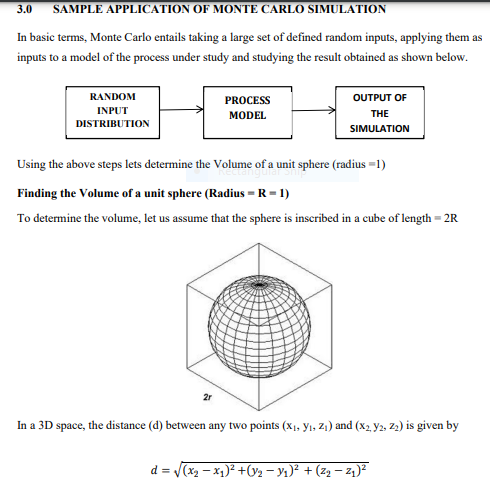 3.0 SAMPLE APPLICATION OF MONTE CARLO SIMULATION
In basic terms, Monte Carlo entails taking a large set of defined random inputs, applying them as
inputs to a model of the process under study and studying the result obtained as shown below.
RANDOM
INPUT
DISTRIBUTION
PROCESS
MODEL
OUTPUT OF
THE
SIMULATION
Using the above steps lets determine the Volume of a unit sphere (radius =1)
Rectangular Snip
Finding the Volume of a unit sphere (Radius = R = 1)
To determine the volume, let us assume that the sphere is inscribed in a cube of length = 2R
2r
In a 3D space, the distance (d) between any two points (x₁, y₁, z₁) and (x₂, y₂, z₂) is given by
d = √(x₂ − x₁)² +(y₂ − y₁)² + (z₂ − z₁)²